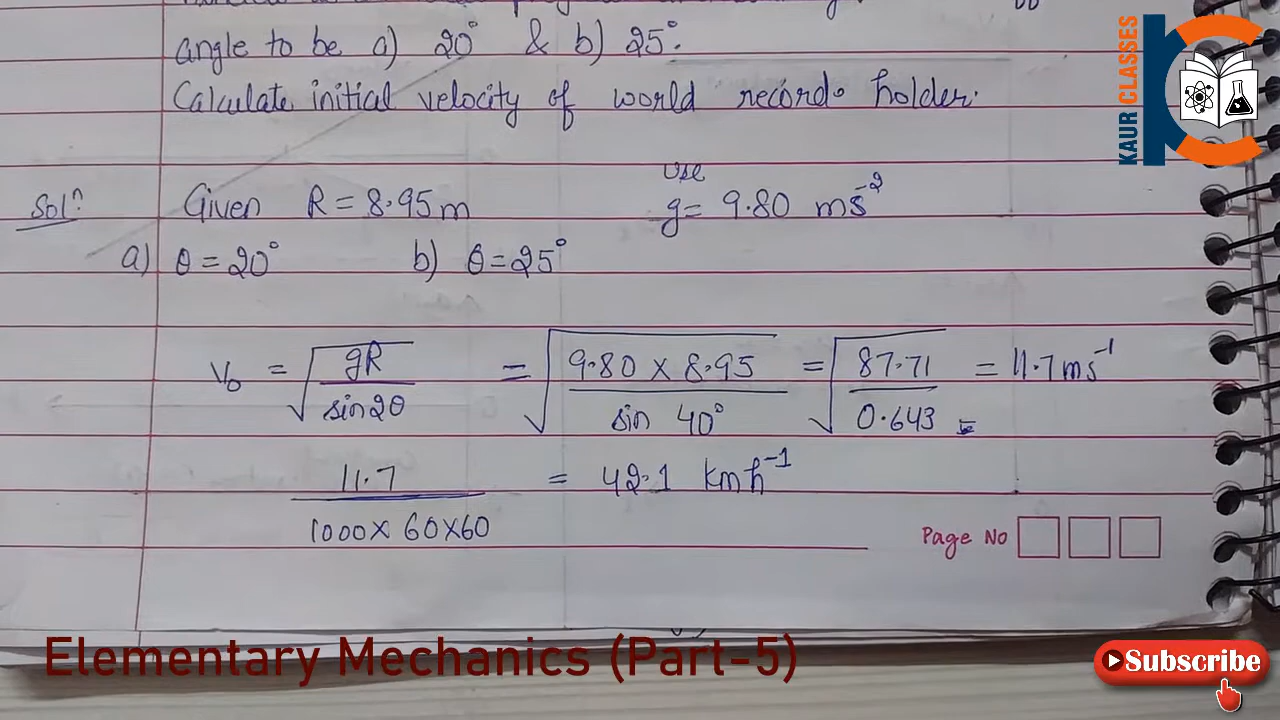 angle to be a) 20° & b) 25°.
Calculate initial velocity of world record holder.
KAUR CLASSES
Solⁿ. Given R = 8.95m use g = 9.80 ms⁻²
a) θ = 20° b) θ = 25°
V₀ = √(gR / sin2θ) = √(9.80 × 8.95 / sin 40°) = √(87.71 / 0.643) = 11.7 ms⁻¹
11.7 / 1000 × 60 × 60 = 42.1 kmh⁻¹
Page No
Elementary Mechanics (Part-5)
Subscribe